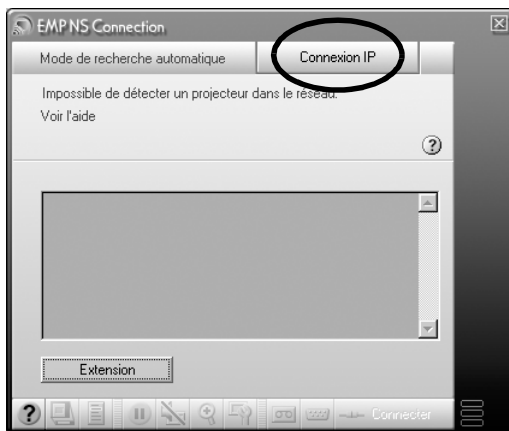 EMP NS Connection
Mode de recherche automatique
Connexion IP
Impossible de détecter un projecteur dans le réseau.
Voir l'aide
Extension
Connecter